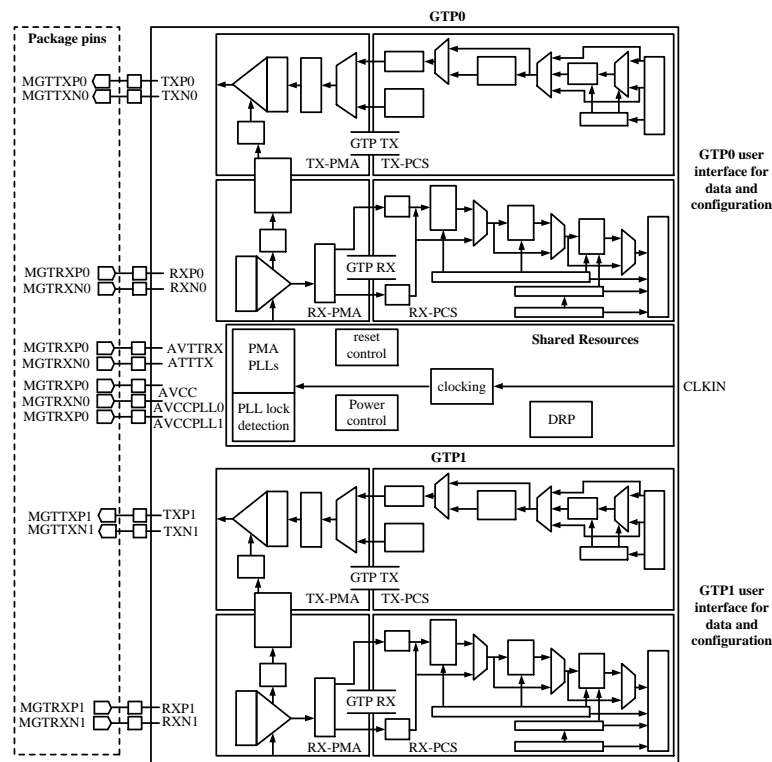 GTP0
Package pins
MGTTXP0
TXP0
MGTTXN0
TXN0
GTP TX
TX-PMA
TX-PCS
GTP0 user
interface for
data and
configuration
MGTRXP0
RXP0
MGTRXN0
RXN0
GTP RX
RX-PMA
RX-PCS
MGTRXP0
AVTTRX
MGTRXN0
ATTTX
MGTRXP0
AVCC
MGTRXN0
AVCCPLL0
MGTRXP0
AVCCPLL1
PMA
PLLs
PLL lock
detection
reset
control
Power
control
clocking
Shared Resources
DRP
CLKIN
GTP1
MGTTXP1
TXP1
MGTTXN1
TXN1
GTP TX
TX-PMA
TX-PCS
GTP1 user
interface for
data and
configuration
MGTRXP1
RXP1
MGTRXN1
RXN1
GTP RX
RX-PMA
RX-PCS